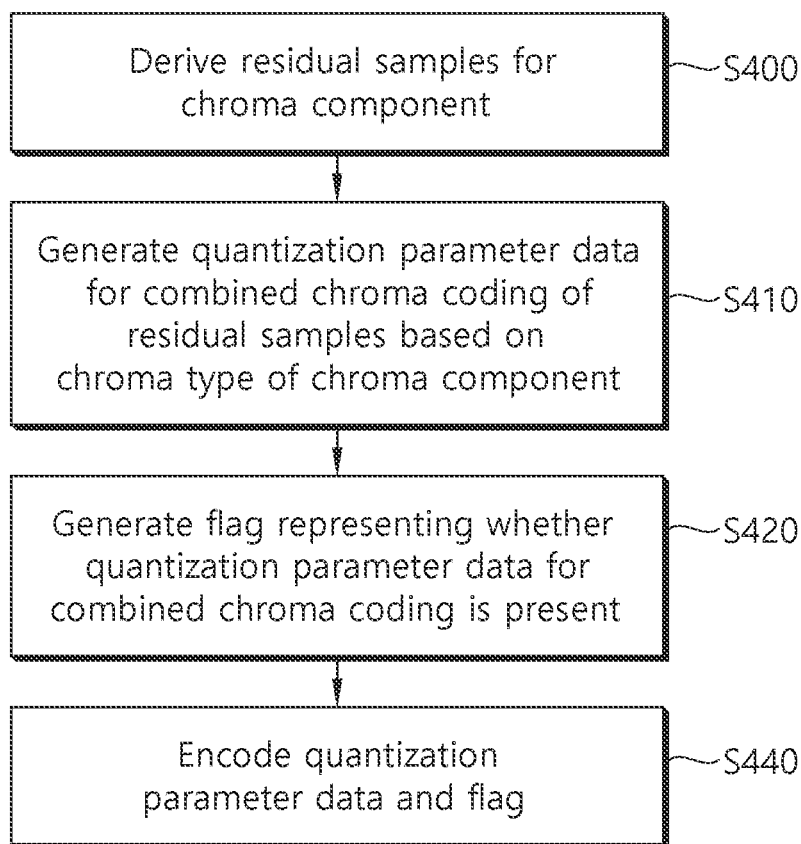 Derive residual samples for
chroma component
S400
Generate quantization parameter data
for combined chroma coding of
residual samples based on
chroma type of chroma component
S410
Generate flag representing whether
quantization parameter data for
combined chroma coding is present
S420
Encode quantization
parameter data and flag
S440